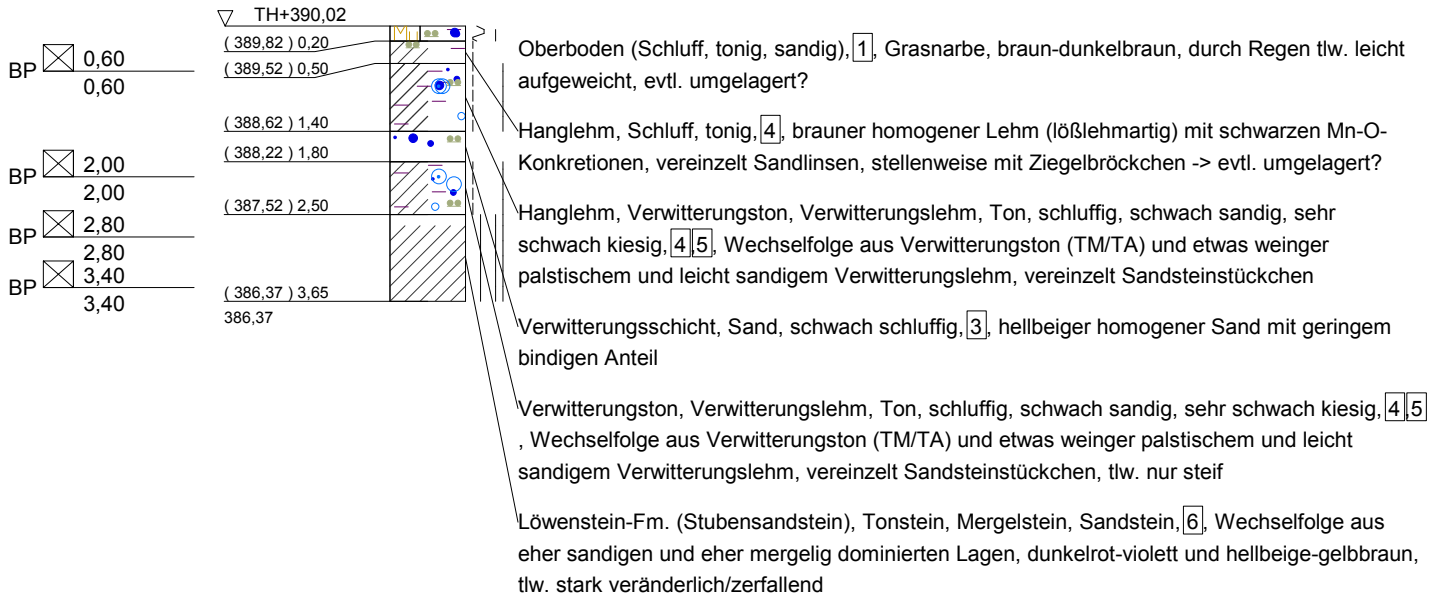 TH+390,02
( 389,82 ) 0,20
( 389,52 ) 0,50
( 388,62 ) 1,40
( 388,22 ) 1,80
( 387,52 ) 2,50
( 386,37 ) 3,65
386,37
BP 0,60
0,60
BP 2,00
2,00
BP 2,80
2,80
BP 3,40
3,40
M
Oberboden (Schluff, tonig, sandig), 1, Grasnarbe, braun-dunkelbraun, durch Regen tlw. leicht
aufgeweicht, evtl. umgelagert?
Hanglehm, Schluff, tonig, 4, brauner homogener Lehm (lößlehmartig) mit schwarzen Mn-O-
Konkretionen, vereinzelt Sandlinsen, stellenweise mit Ziegelbröckchen -> evtl. umgelagert?
Hanglehm, Verwitterungston, Verwitterungslehm, Ton, schluffig, schwach sandig, sehr
schwach kiesig, 4, 5, Wechselfolge aus Verwitterungston (TM/TA) und etwas weinger
palstischem und leicht sandigem Verwitterungslehm, vereinzelt Sandsteinstückchen
Verwitterungsschicht, Sand, schwach schluffig, 3, hellbeiger homogener Sand mit geringem
bindigen Anteil
Verwitterungston, Verwitterungslehm, Ton, schluffig, schwach sandig, sehr schwach kiesig, 4, 5
, Wechselfolge aus Verwitterungston (TM/TA) und etwas weinger palstischem und leicht
sandigem Verwitterungslehm, vereinzelt Sandsteinstückchen, tlw. nur steif
Löwenstein-Fm. (Stubensandstein), Tonstein, Mergelstein, Sandstein, 6, Wechselfolge aus
eher sandigen und eher mergelig dominierten Lagen, dunkelrot-violett und hellbeige-gelbbraun,
tlw. stark veränderlich/zerfallend